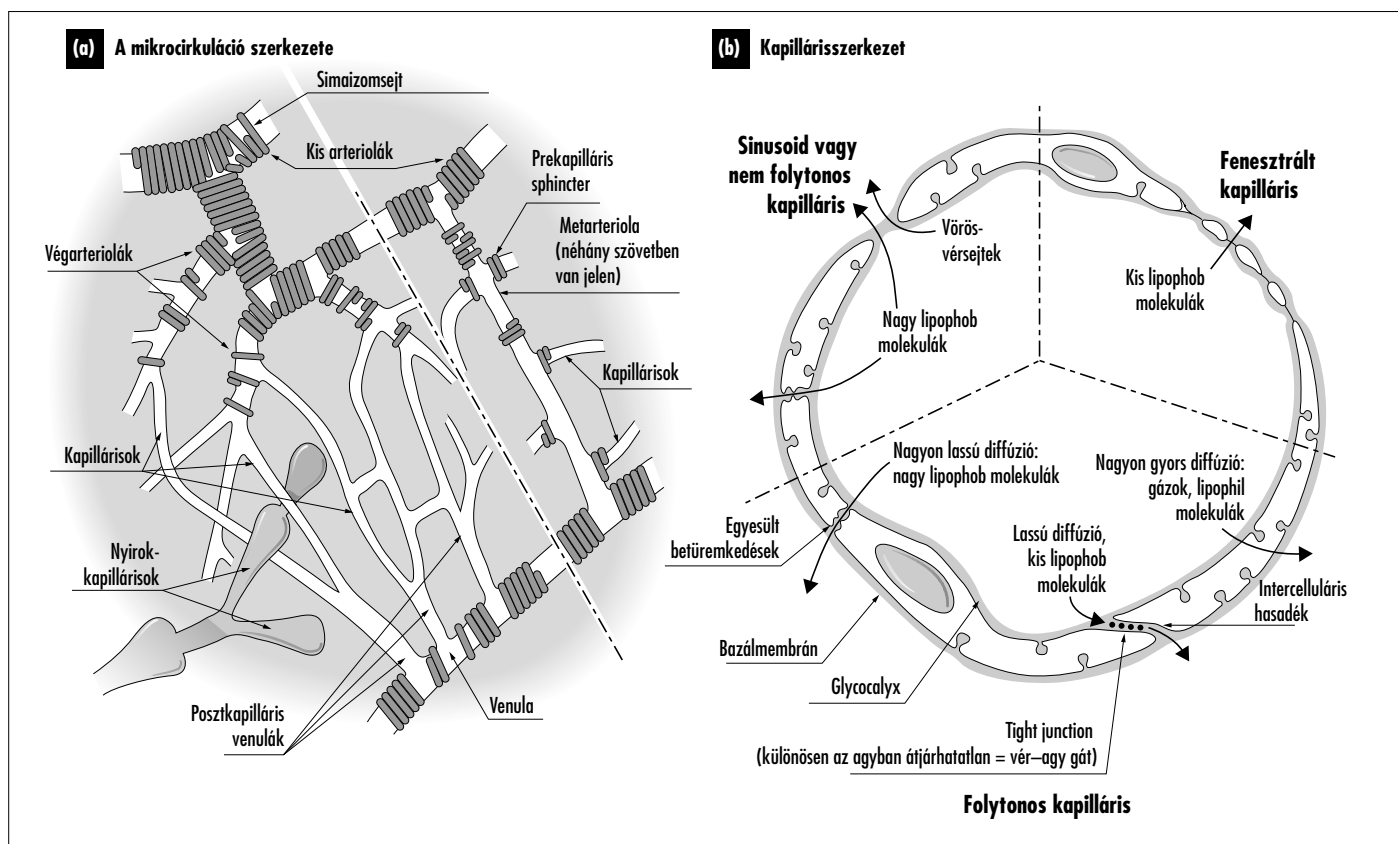 (a) A mikrocirkuláció szerkezete
Simaizomsejt
Kis arteriolák
Prekapilláris
sphincter
Metarteriola
(néhány szövetben
van jelen)
Végarteriolák
Kapillárisok
Kapillárisok
Nyirok-
kapillárisok
Posztkapilláris
venulák
Venula
(b) Kapillárisszerkezet
Sinusoid vagy
nem folytonos
kapilláris
Fenesztrált
kapilláris
Vörös-
vérsejtek
Kis lipophob
molekulák
Nagy lipophob
molekulák
Nagyon lassú diffúzió:
nagy lipophob molekulák
Nagyon gyors diffúzió:
gázok, lipophil
molekulák
Egyesült
betüremkedések
Lassú diffúzió,
kis lipophob
molekulák
Intercelluláris
hasadék
Bazálmembrán
Glycocalyx
Tight junction
(különösen az agyban átjárhatatlan = vér–agy gát)
Folytonos kapilláris